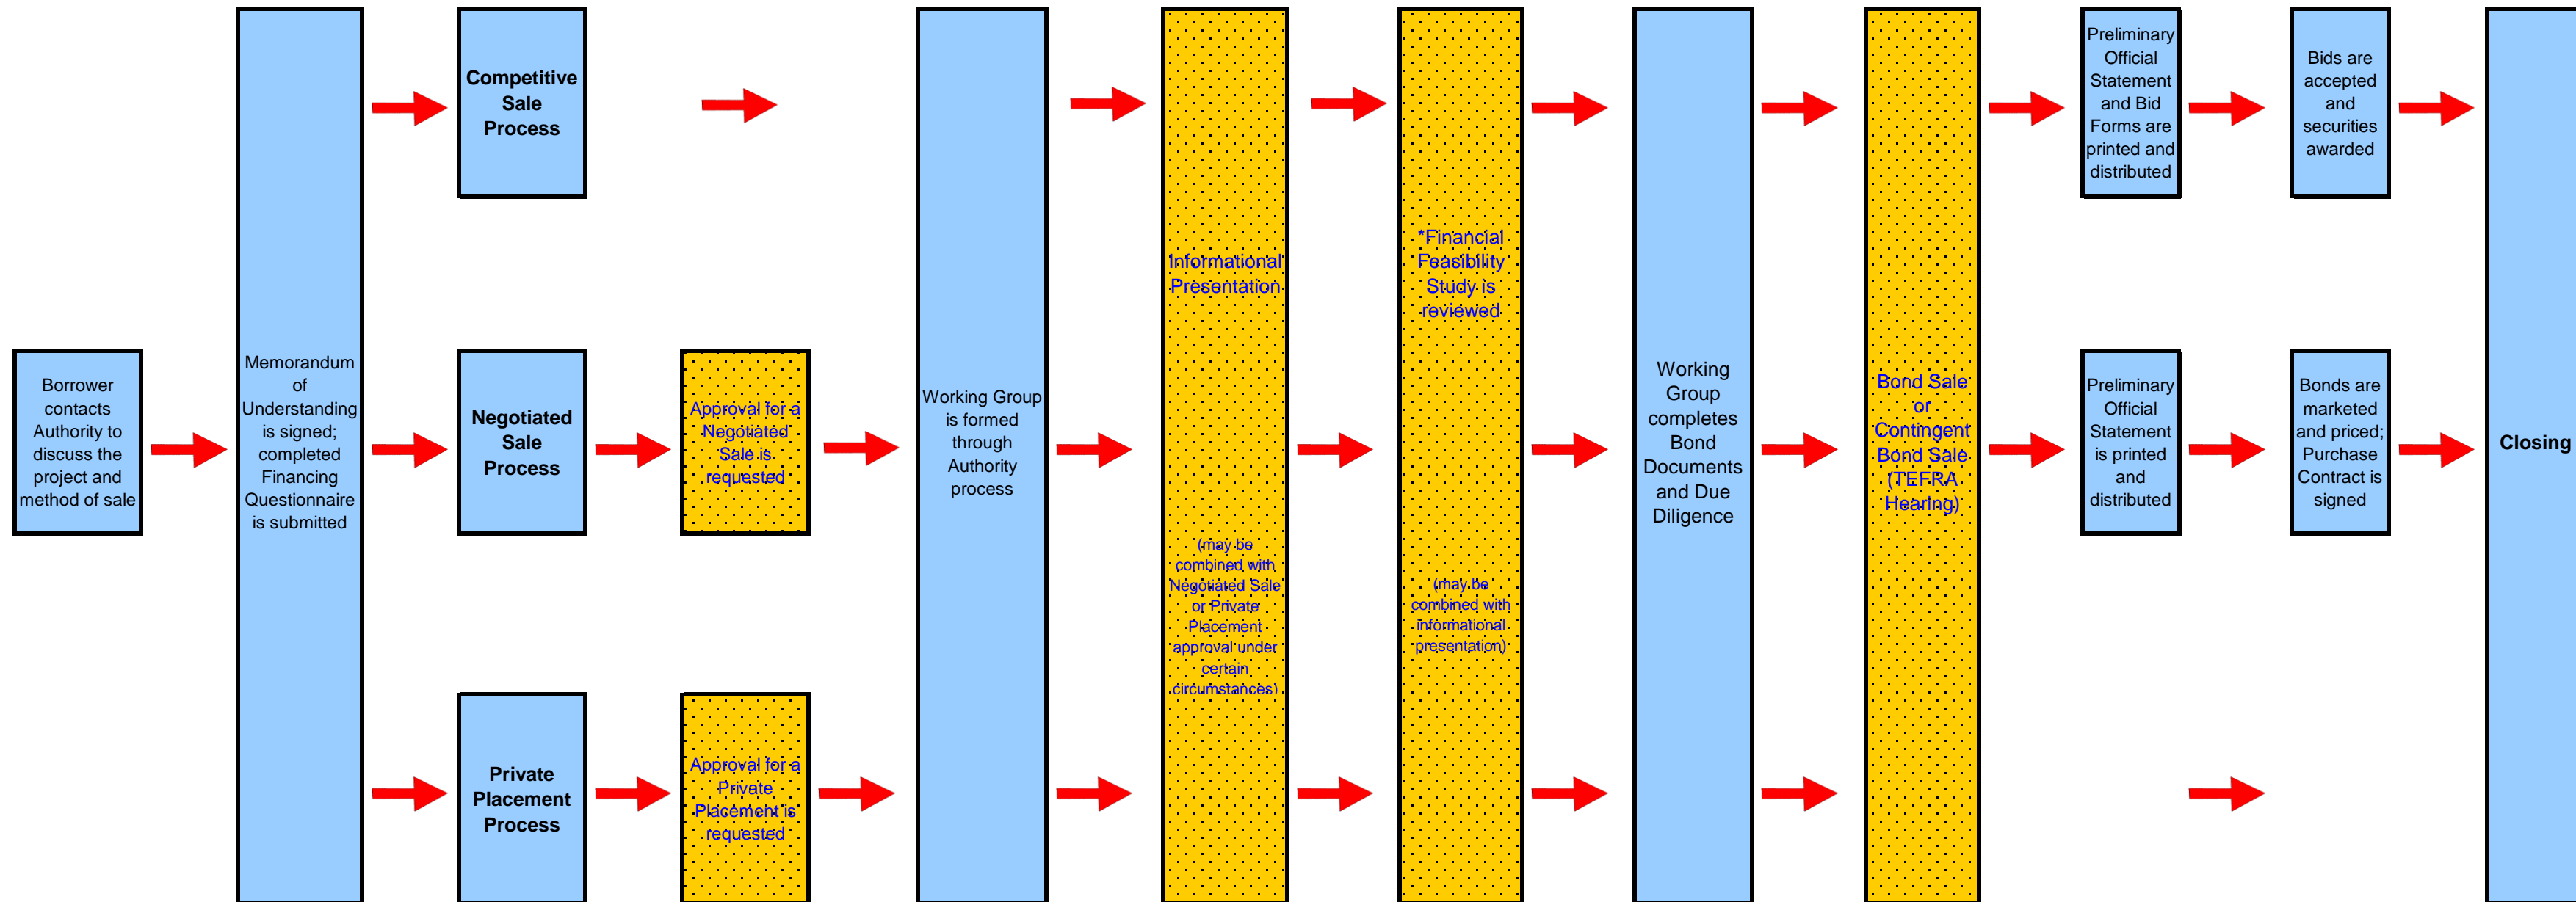 Borrower
contacts
Authority to
discuss the
project and
method of sale
Memorandum
of
Understanding
is signed;
completed
Financing
Questionnaire
is submitted
Competitive
Sale
Process
Negotiated
Sale
Process
Private
Placement
Process
Approval for a
Negotiated
Sale is
requested
Approval for a
Private
Placement is
requested
Working Group
is formed
through
Authority
process
Informational
Presentation
(may be
combined with
Negotiated Sale
or Private
Placement
approval under
certain
circumstances)
*Financial
Feasibility
Study is
reviewed
(may be
combined with
informational
presentation)
Working
Group
completes
Bond
Documents
and Due
Diligence
Bond Sale
or
Contingent
Bond Sale
(TEFRA
Hearing)
Preliminary
Official
Statement
and Bid
Forms are
printed and
distributed
Preliminary
Official
Statement
is printed
and
distributed
Bids are
accepted
and
securities
awarded
Bonds are
marketed
and priced;
Purchase
Contract is
signed
Closing